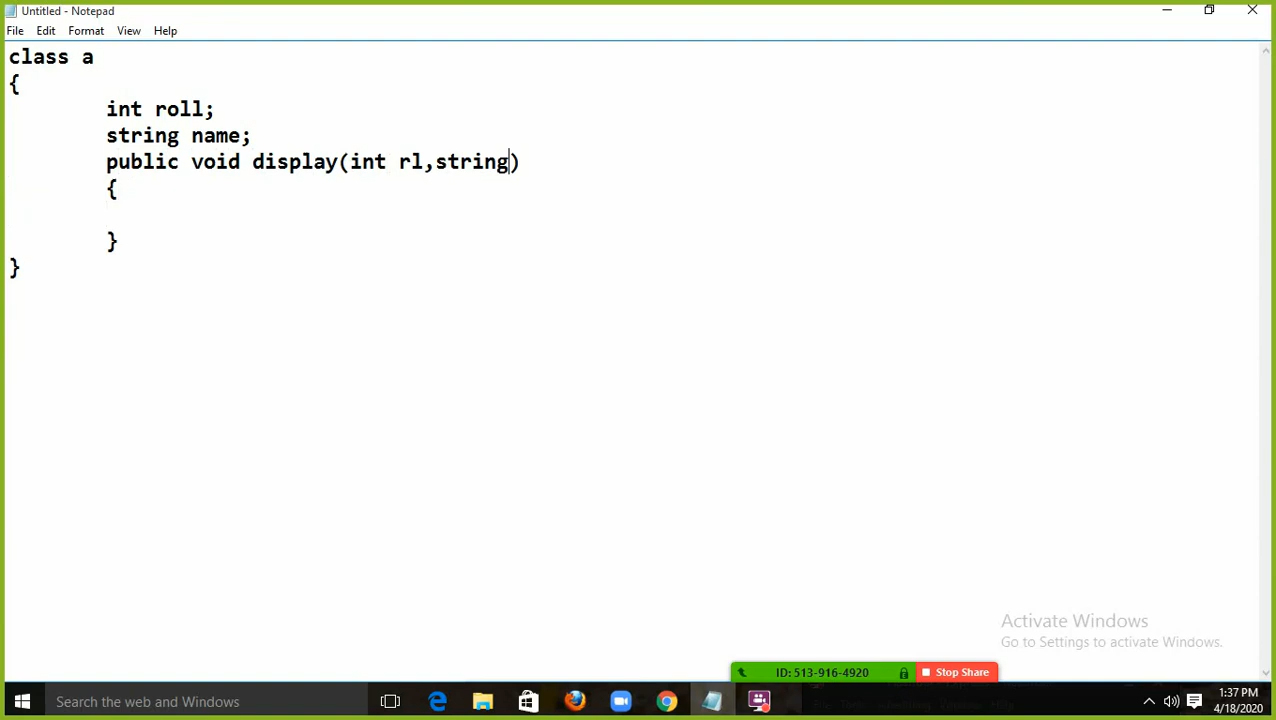 Untitled - Notepad
File Edit Format View Help
class a
{
int roll;
string name;
public void display(int rl,string)
{
}
}
Activate Windows
Go to Settings to activate Windows.
ID: 513-916-4920 Stop Share
Search the web and Windows
1:37 PM
4/18/2020